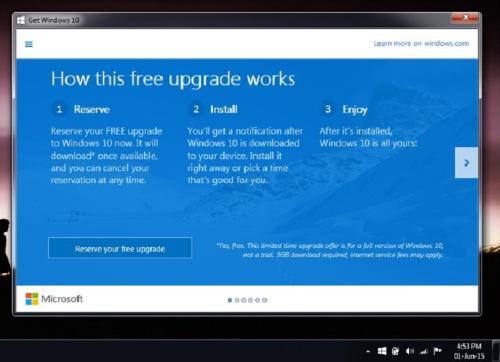 Get Windows 10
Learn more on windows.com
How this free upgrade works
1 Reserve
Reserve your FREE upgrade
to Windows 10 now. It will
download* once available,
and you can cancel your
reservation at any time.
2 Install
You'll get a notification after
Windows 10 is downloaded
to your device. Install it
right away or pick a time
that's good for you.
3 Enjoy
After it's installed,
Windows 10 is all yours!
Reserve your free upgrade
*Yes, free. This limited time upgrade offer is for a full version of Windows 10,
not a trial. 3GB download required; internet service fees may apply.
Microsoft
4:53 PM
01-Jun-15